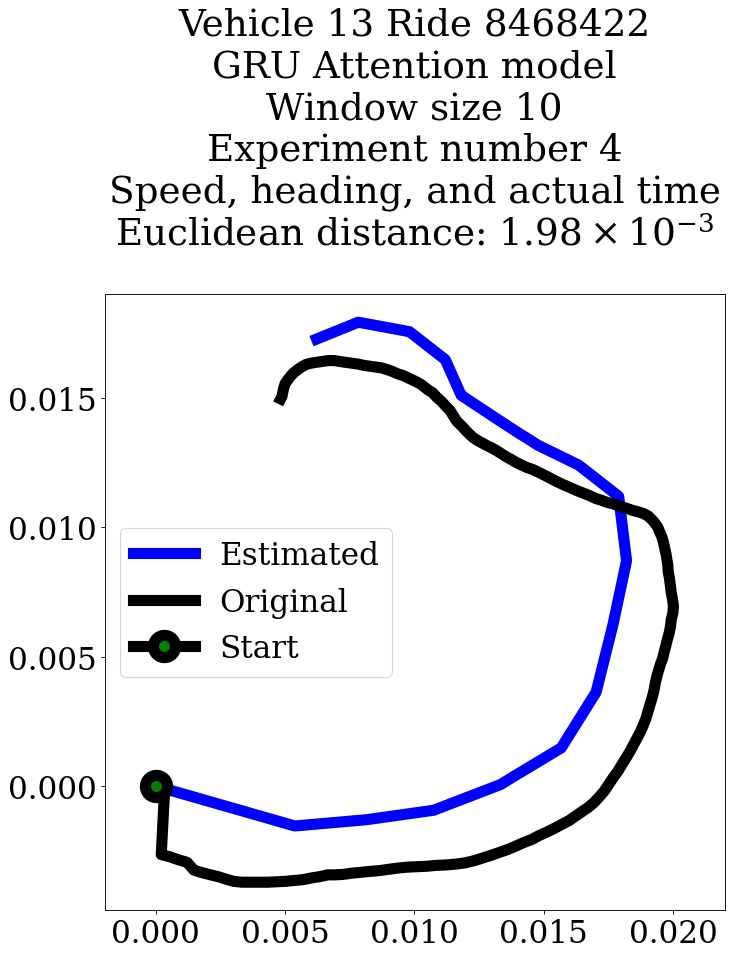 Vehicle 13 Ride 8468422
GRU Attention model
Window size 10
Experiment number 4
Speed, heading, and actual time
Euclidean distance: 1.98 × 10⁻³
0.015
0.010
0.005
0.000
Estimated
Original
Start
0.000 0.005 0.010 0.015 0.020